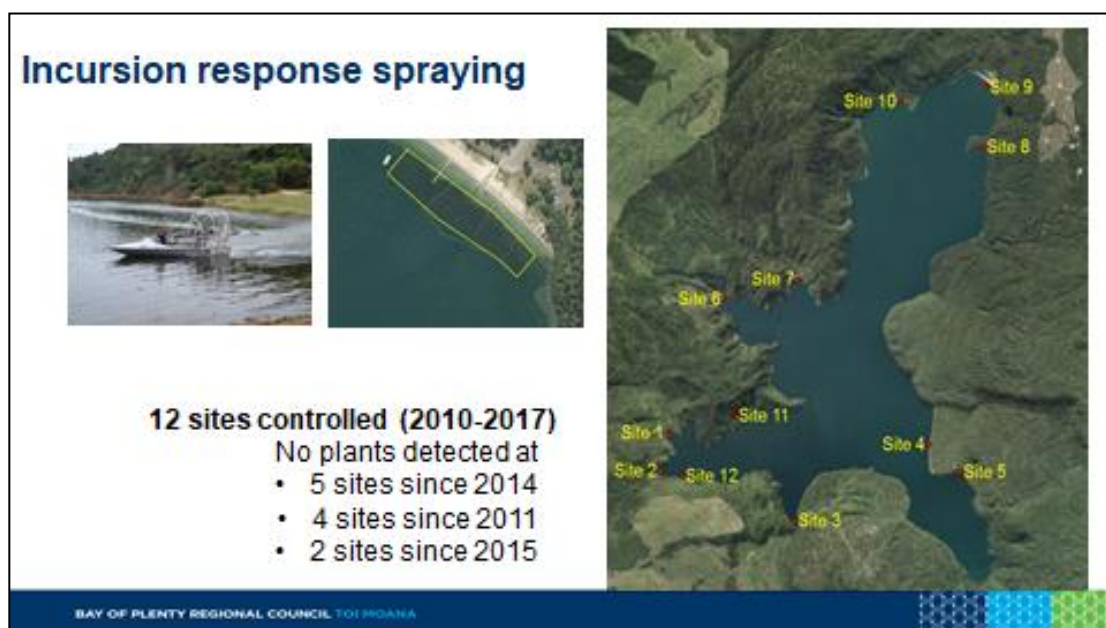 Incursion response spraying
12 sites controlled (2010-2017)
No plants detected at
• 5 sites since 2014
• 4 sites since 2011
• 2 sites since 2015
Site 9
Site 10
Site 8
Site 7
Site 6
Site 11
Site 1
Site 4
Site 2
Site 12
Site 5
Site 3
BAY OF PLENTY REGIONAL COUNCIL TOI MOANA